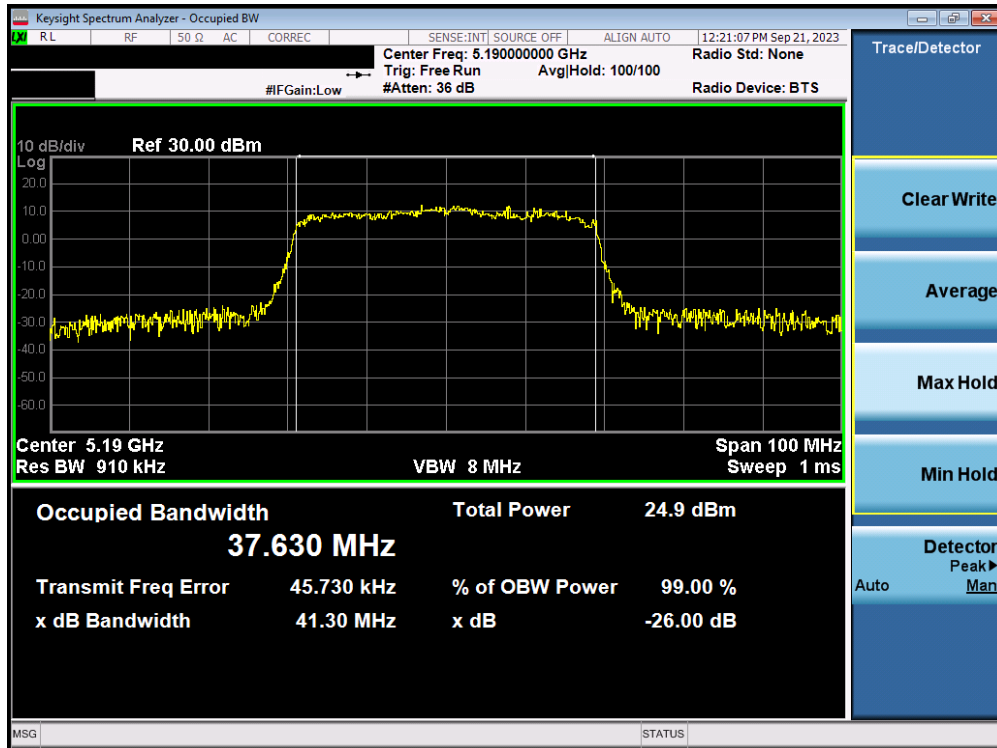 Keysight Spectrum Analyzer - Occupied BW
LXI RL RF 50 Ω AC CORREC SENSE:INT SOURCE OFF ALIGN AUTO 12:21:07 PM Sep 21, 2023
Center Freq: 5.190000000 GHz Radio Std: None
Trig: Free Run Avg|Hold: 100/100
#IFGain:Low #Atten: 36 dB Radio Device: BTS
Trace/Detector
10 dB/div Ref 30.00 dBm
Log
20.0
10.0
0.00
-10.0
-20.0
-30.0
-40.0
-50.0
-60.0
Center 5.19 GHz Span 100 MHz
Res BW 910 kHz VBW 8 MHz Sweep 1 ms
Occupied Bandwidth Total Power 24.9 dBm
37.630 MHz
Transmit Freq Error 45.730 kHz % of OBW Power 99.00 %
x dB Bandwidth 41.30 MHz x dB -26.00 dB
Clear Write
Average
Max Hold
Min Hold
Detector
Peak▶
Auto Man
MSG STATUS